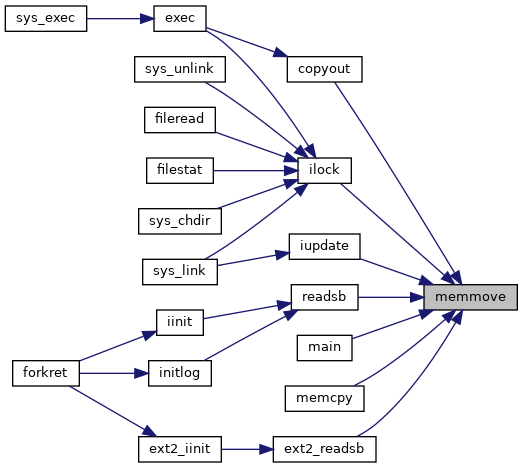 sys_exec
exec
copyout
sys_unlink
fileread
filestat
ilock
sys_chdir
iupdate
sys_link
readsb
memmove
iinit
main
forkret
initlog
memcpy
ext2_iinit
ext2_readsb